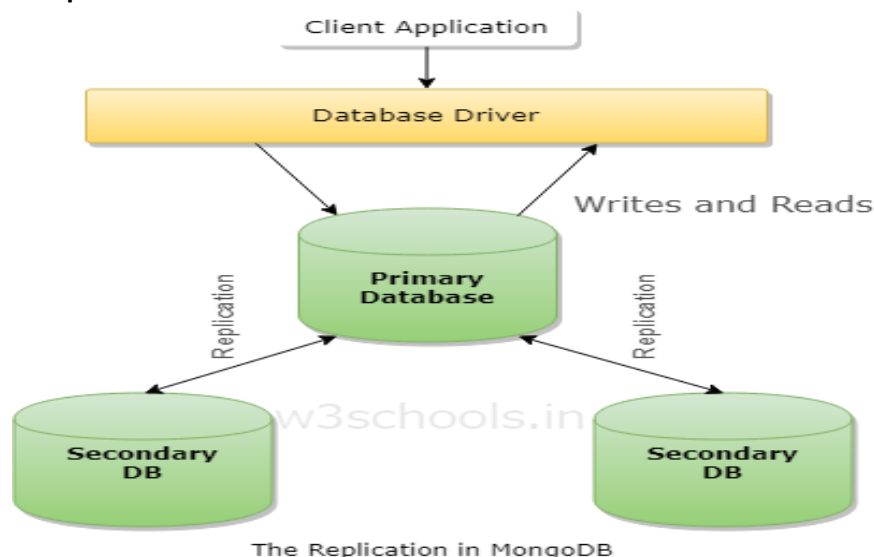 Client Application
Database Driver
Writes and Reads
Primary
Database
Replication
Replication
w3schools.in
Secondary
DB
Secondary
DB
The Replication in MongoDB